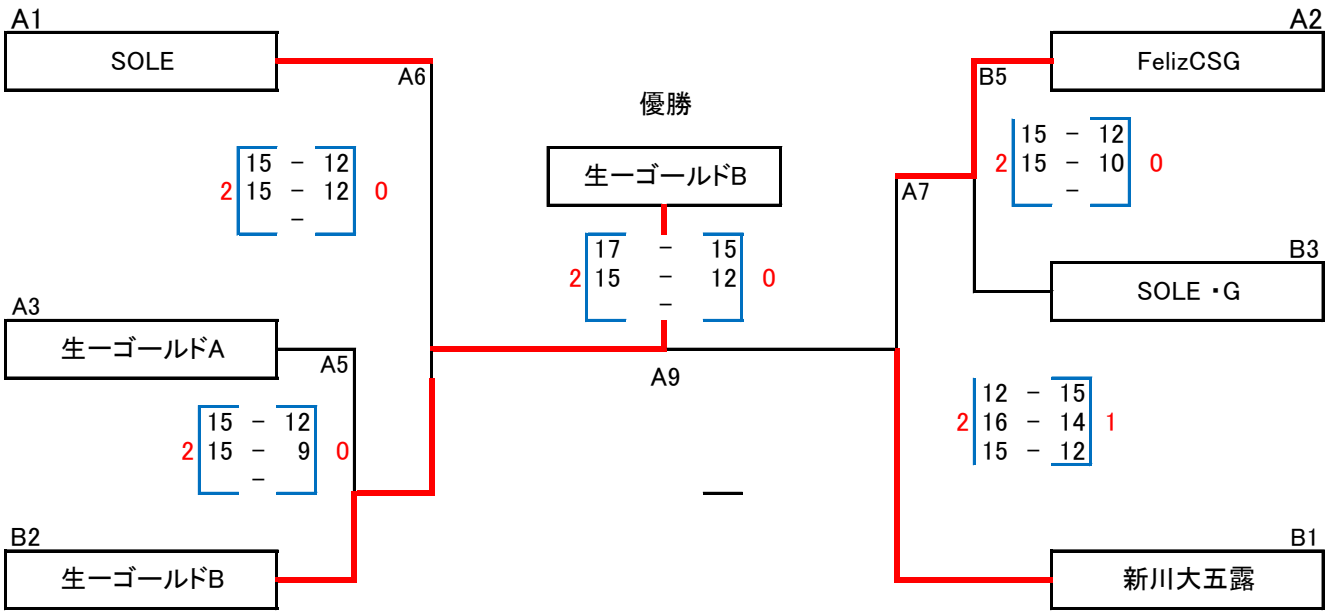 A1
SOLE
A6
15 - 12
2 15 - 12 0
-
A3
生一ゴールドA
A5
15 - 12
2 15 - 9 0
-
B2
生一ゴールドB
優勝
生一ゴールドB
17 - 15
2 15 - 12 0
-
A9
A2
FelizCSG
B5
15 - 12
2 15 - 10 0
-
A7
B3
SOLE・G
12 - 15
2 16 - 14 1
15 - 12
B1
新川大五露